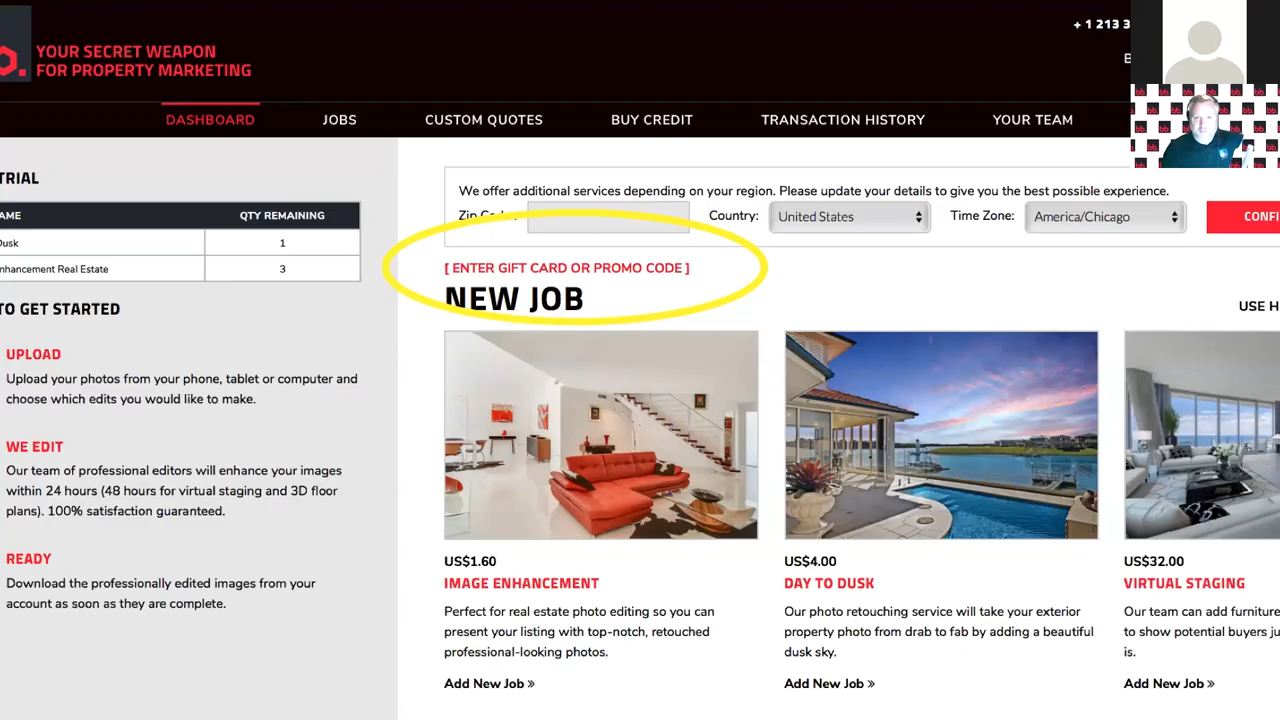 + 1 213 3
YOUR SECRET WEAPON
FOR PROPERTY MARKETING
DASHBOARD JOBS CUSTOM QUOTES BUY CREDIT TRANSACTION HISTORY YOUR TEAM
TRIAL
AME QTY REMAINING
Dusk 1
nhancement Real Estate 3
TO GET STARTED
UPLOAD
Upload your photos from your phone, tablet or computer and
choose which edits you would like to make.
WE EDIT
Our team of professional editors will enhance your images
within 24 hours (48 hours for virtual staging and 3D floor
plans). 100% satisfaction guaranteed.
READY
Download the professionally edited images from your
account as soon as they are complete.
We offer additional services depending on your region. Please update your details to give you the best possible experience.
Zip Country: United States Time Zone: America/Chicago CONFI
[ ENTER GIFT CARD OR PROMO CODE ]
NEW JOB
USE H
US$1.60
IMAGE ENHANCEMENT
Perfect for real estate photo editing so you can
present your listing with top-notch, retouched
professional-looking photos.
Add New Job »
US$4.00
DAY TO DUSK
Our photo retouching service will take your exterior
property photo from drab to fab by adding a beautiful
dusk sky.
Add New Job »
US$32.00
VIRTUAL STAGING
Our team can add furniture
to show potential buyers ju
is.
Add New Job »